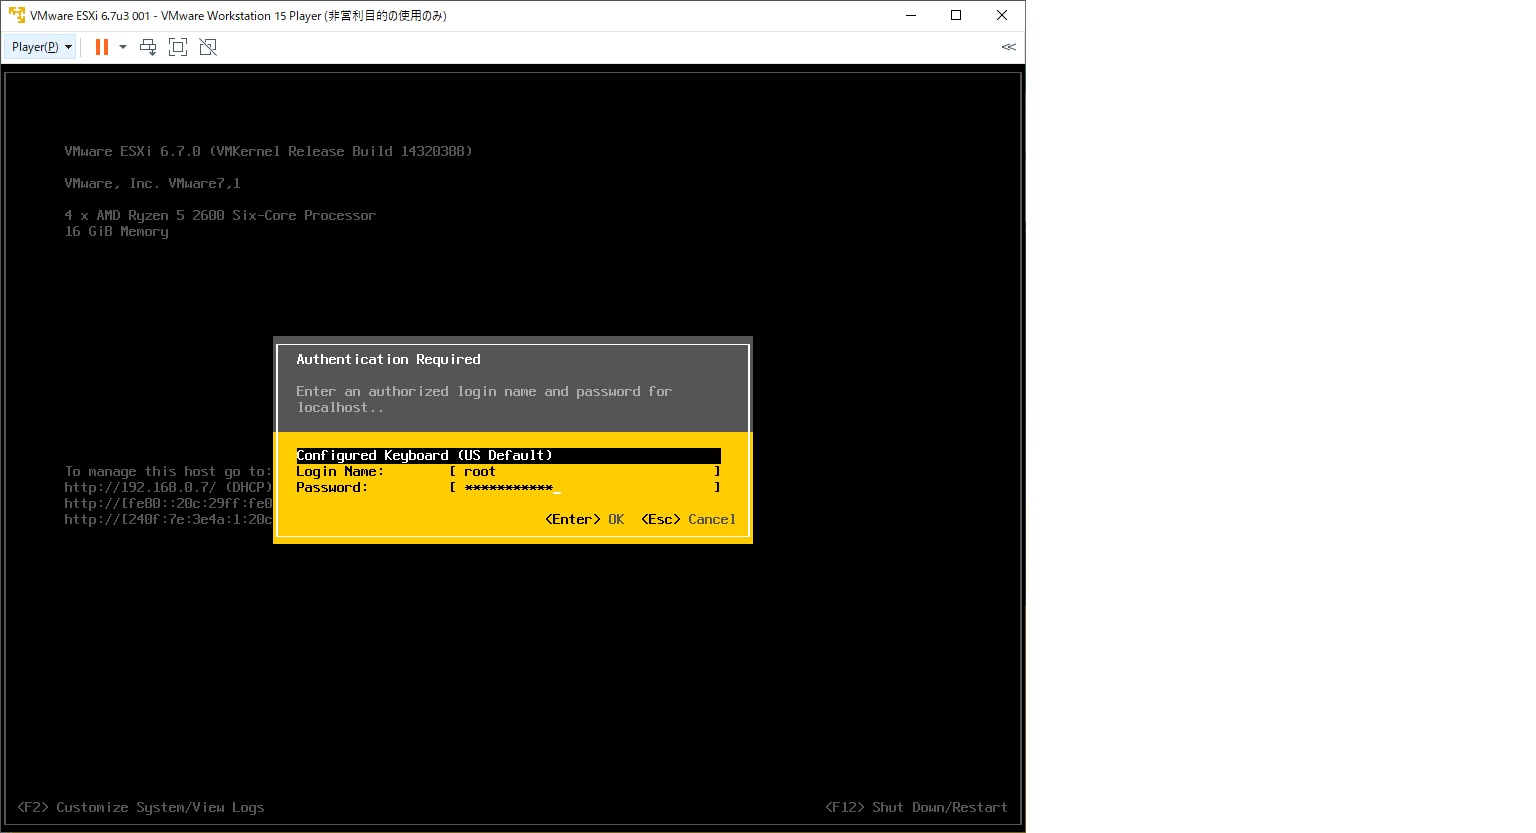 VMware ESXi 6.7u3 001 - VMware Workstation 15 Player (非営利目的の使用のみ)
Player(P)
VMware ESXi 6.7.0 (VMKernel Release Build 14320388)
VMware, Inc. VMware7,1
4 x AMD Ryzen 5 2600 Six-Core Processor
16 GiB Memory
Authentication Required
Enter an authorized login name and password for
localhost..
Configured Keyboard (US Default)
Login Name: [ root ]
Password: [ ***********_ ]
<Enter> OK <Esc> Cancel
To manage this host go to:
http://192.168.0.7/ (DHCP)
http://[fe80::20c:29ff:fe0
http://[240f:7e:3e4a:1:20c
<F2> Customize System/View Logs
<F12> Shut Down/Restart